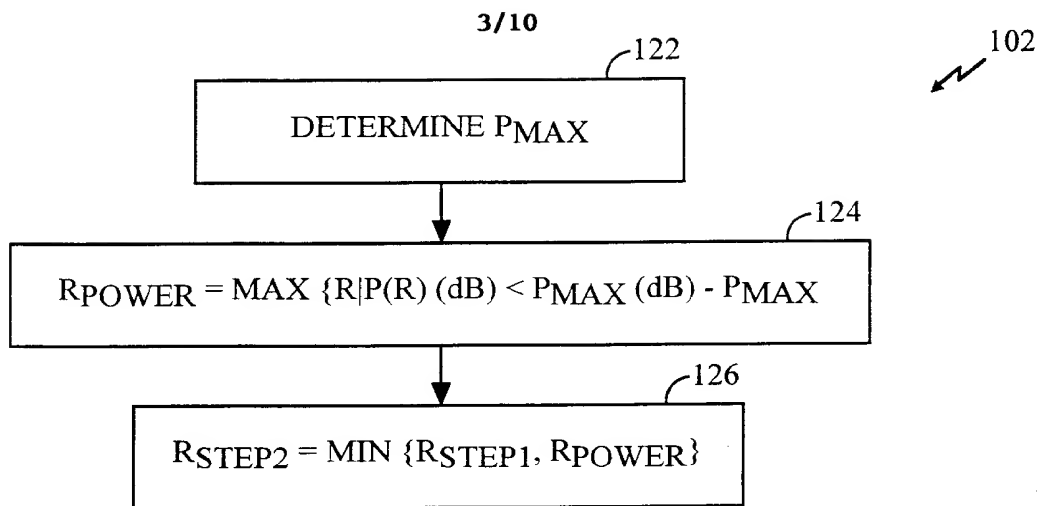 3/10
122
102
DETERMINE PMAX
124
RPOWER = MAX {R|P(R) (dB) < PMAX (dB) - PMAX
126
RSTEP2 = MIN {RSTEP1, RPOWER}